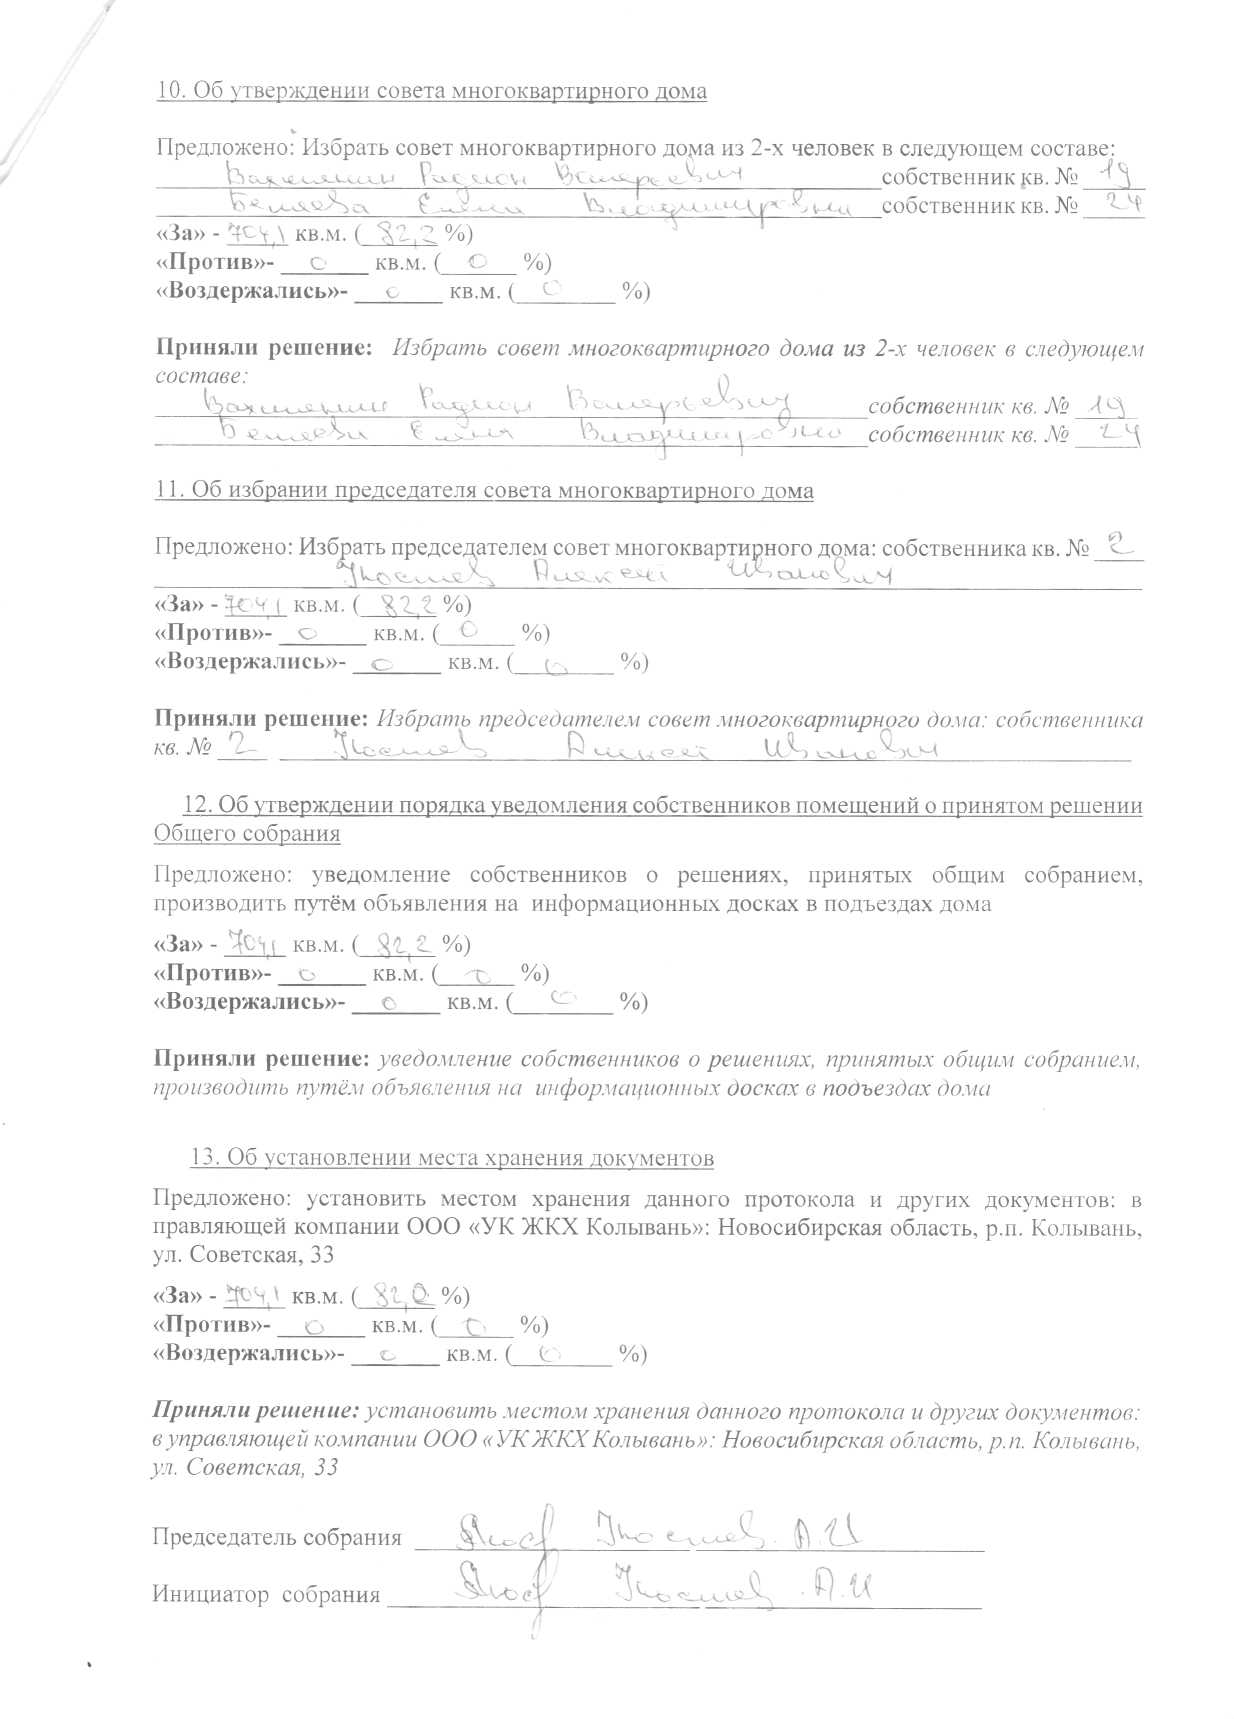 10. Об утверждении совета многоквартирного дома
Предложено: Избрать совет многоквартирного дома из 2-х человек в следующем составе:
собственник кв. № 19
Беляева Елена Владимировна собственник кв. № 24
«За» - 704,1 кв.м. ( 82,2 %)
«Против»- 0 кв.м. ( 0 %)
«Воздержались»- 0 кв.м. ( 0 %)
Приняли решение: Избрать совет многоквартирного дома из 2-х человек в следующем
составе:
собственник кв. № 19
Беляева Елена Владимировна собственник кв. № 24
11. Об избрании председателя совета многоквартирного дома
Предложено: Избрать председателем совет многоквартирного дома: собственника кв. № 2
Алексей Иванович
«За» - 704,1 кв.м. ( 82,2 %)
«Против»- 0 кв.м. ( 0 %)
«Воздержались»- 0 кв.м. ( 0 %)
Приняли решение: Избрать председателем совет многоквартирного дома: собственника
кв. № 2 Алексей Иванович
12. Об утверждении порядка уведомления собственников помещений о принятом решении
Общего собрания
Предложено: уведомление собственников о решениях, принятых общим собранием,
производить путём объявления на информационных досках в подъездах дома
«За» - 704,1 кв.м. ( 82,2 %)
«Против»- 0 кв.м. ( 0 %)
«Воздержались»- 0 кв.м. ( 0 %)
Приняли решение: уведомление собственников о решениях, принятых общим собранием,
производить путём объявления на информационных досках в подъездах дома
13. Об установлении места хранения документов
Предложено: установить местом хранения данного протокола и других документов: в
правляющей компании ООО «УК ЖКХ Колывань»: Новосибирская область, р.п. Колывань,
ул. Советская, 33
«За» - 704,1 кв.м. ( 82,2 %)
«Против»- 0 кв.м. ( 0 %)
«Воздержались»- 0 кв.м. ( 0 %)
Приняли решение: установить местом хранения данного протокола и других документов:
в управляющей компании ООО «УК ЖКХ Колывань»: Новосибирская область, р.п. Колывань,
ул. Советская, 33
Председатель собрания А.И
Инициатор собрания А.И